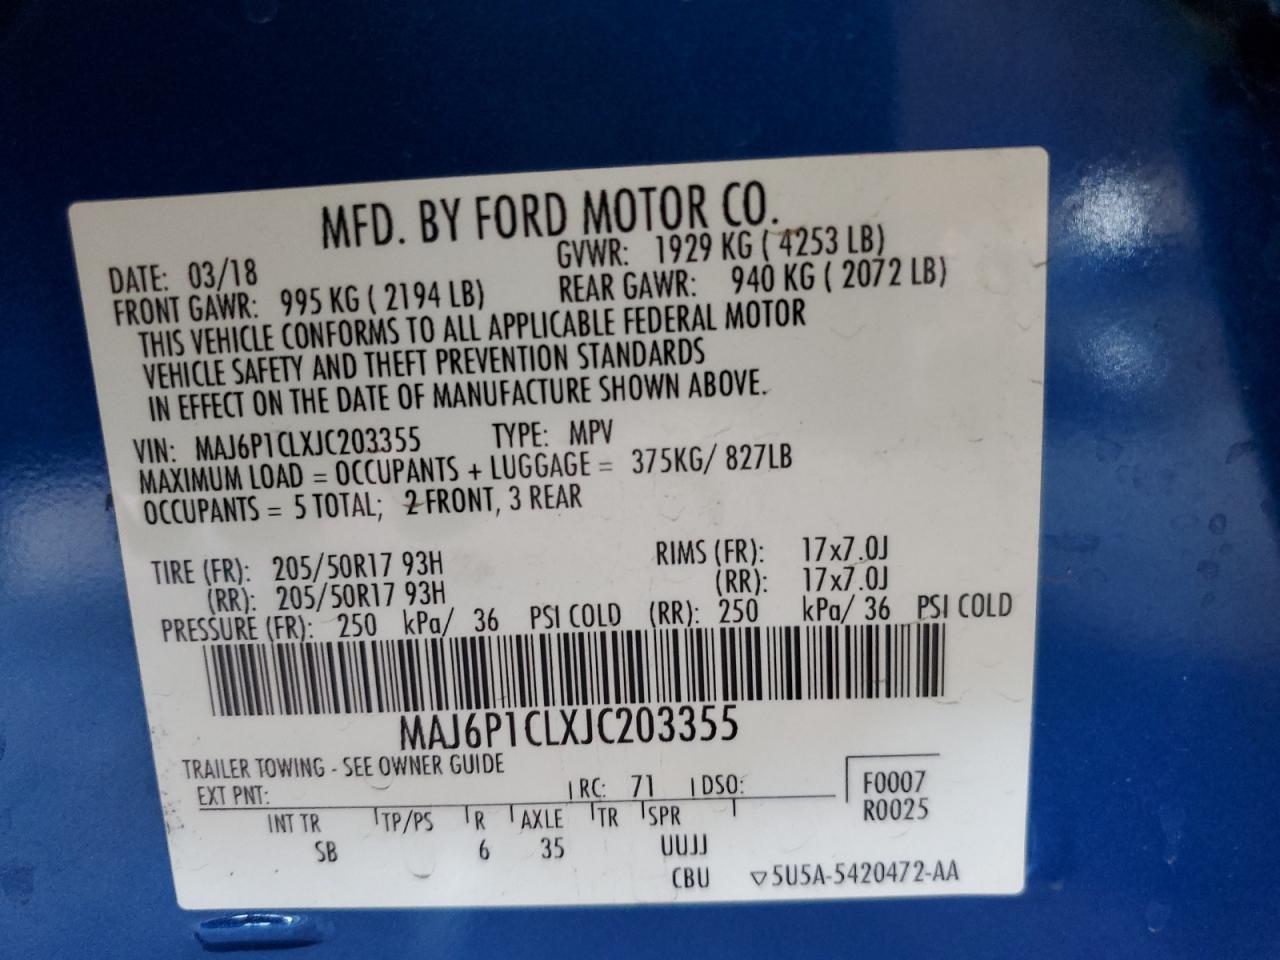 MFD. BY FORD MOTOR CO.
DATE: 03/18 GVWR: 1929 KG ( 4253 LB)
FRONT GAWR: 995 KG ( 2194 LB) REAR GAWR: 940 KG ( 2072 LB)
THIS VEHICLE CONFORMS TO ALL APPLICABLE FEDERAL MOTOR
VEHICLE SAFETY AND THEFT PREVENTION STANDARDS
IN EFFECT ON THE DATE OF MANUFACTURE SHOWN ABOVE.
VIN: MAJ6P1CLXJC203355 TYPE: MPV
MAXIMUM LOAD = OCCUPANTS + LUGGAGE = 375KG/ 827LB
OCCUPANTS = 5 TOTAL; 2 FRONT, 3 REAR
TIRE (FR): 205/50R17 93H RIMS (FR): 17x7.0J
(RR): 205/50R17 93H (RR): 17x7.0J
PRESSURE (FR): 250 kPa/ 36 PSI COLD (RR): 250 kPa/ 36 PSI COLD
MAJ6P1CLXJC203355
TRAILER TOWING - SEE OWNER GUIDE
EXT PNT: RC: 71 DSO: F0007
INT TR TP/PS R AXLE TR SPR R0025
SB 6 35 UUJJ
CBU ▽5U5A-5420472-AA